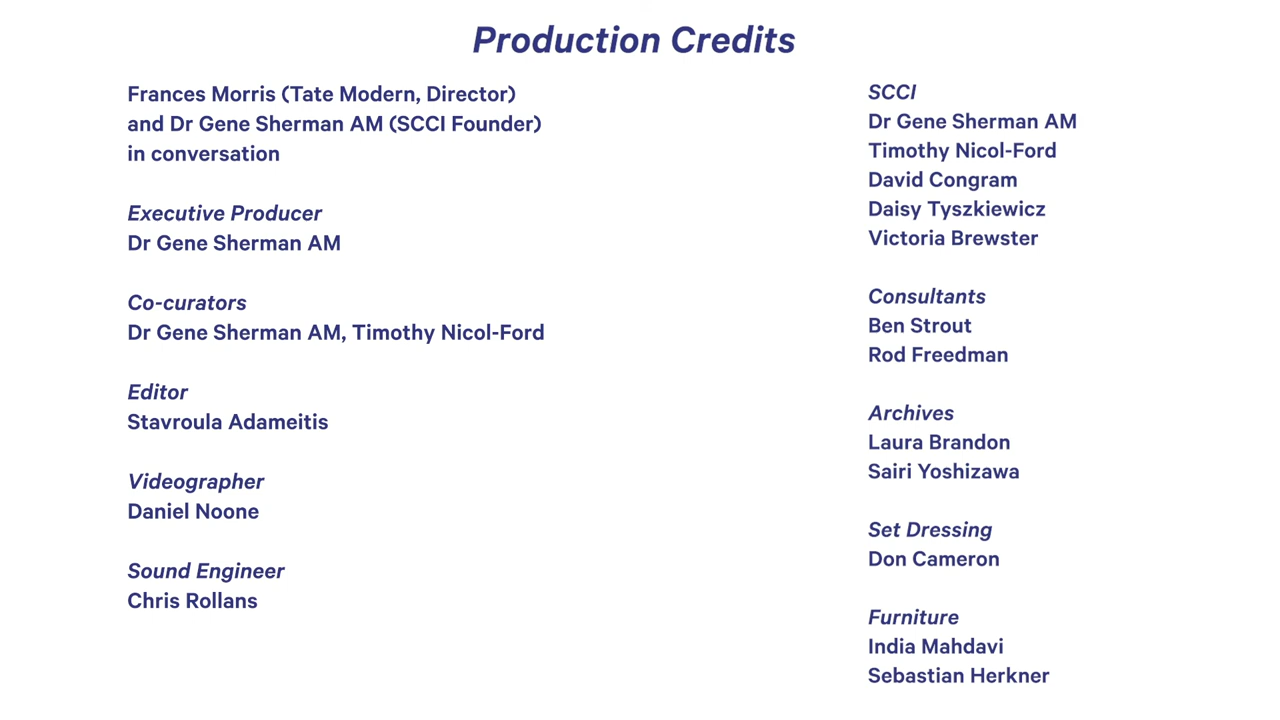 Production Credits
Frances Morris (Tate Modern, Director)
and Dr Gene Sherman AM (SCCI Founder)
in conversation
Executive Producer
Dr Gene Sherman AM
Co-curators
Dr Gene Sherman AM, Timothy Nicol-Ford
Editor
Stavroula Adameitis
Videographer
Daniel Noone
Sound Engineer
Chris Rollans
SCCI
Dr Gene Sherman AM
Timothy Nicol-Ford
David Congram
Daisy Tyszkiewicz
Victoria Brewster
Consultants
Ben Strout
Rod Freedman
Archives
Laura Brandon
Sairi Yoshizawa
Set Dressing
Don Cameron
Furniture
India Mahdavi
Sebastian Herkner